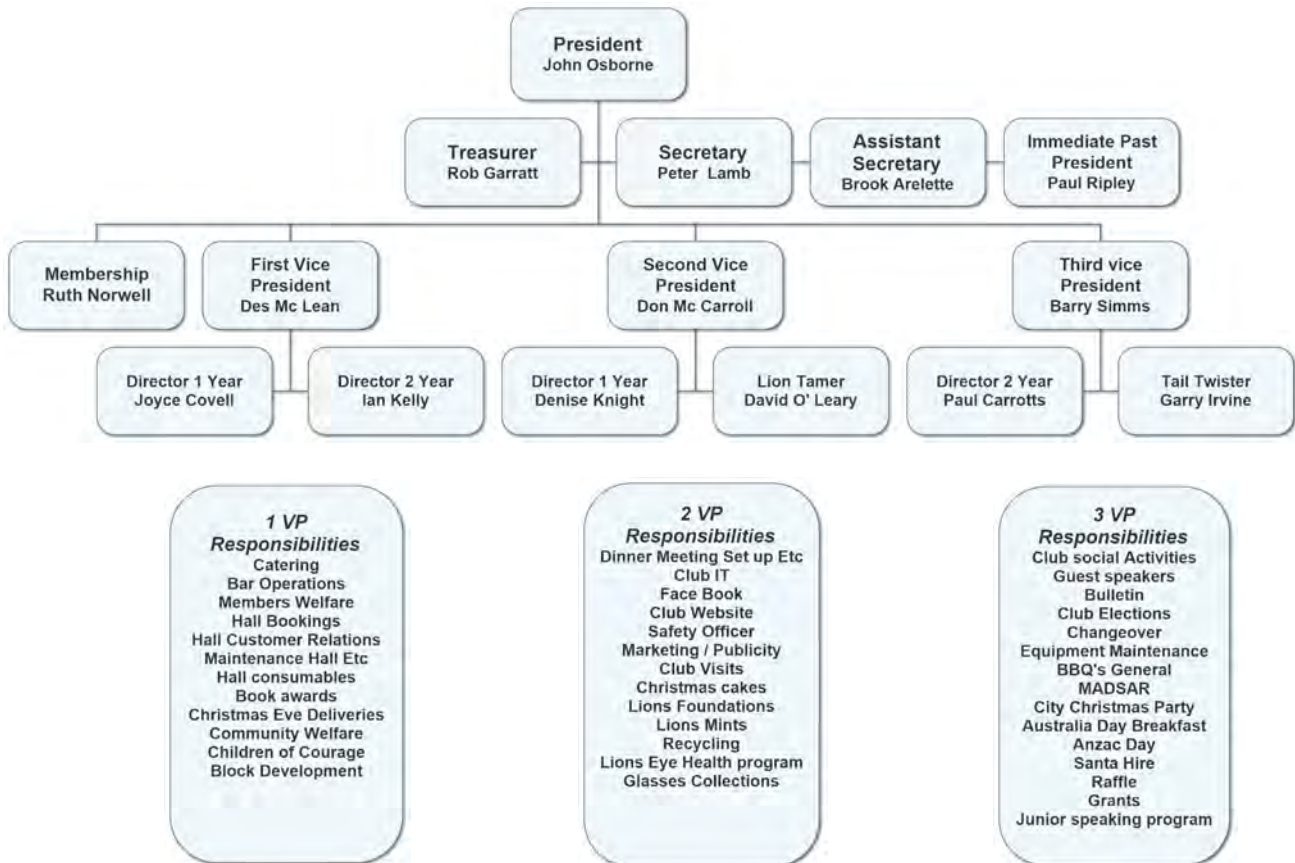 President
John Osborne
Treasurer
Rob Garratt
Secretary
Peter Lamb
Assistant
Secretary
Brook Arelette
Immediate Past
President
Paul Ripley
Membership
Ruth Norwell
First Vice
President
Des Mc Lean
Second Vice
President
Don Mc Carroll
Third vice
President
Barry Simms
Director 1 Year
Joyce Covell
Director 2 Year
Ian Kelly
Director 1 Year
Denise Knight
Lion Tamer
David O' Leary
Director 2 Year
Paul Carrotts
Tail Twister
Garry Irvine
1 VP
Responsibilities
Catering
Bar Operations
Members Welfare
Hall Bookings
Hall Customer Relations
Maintenance Hall Etc
Hall consumables
Book awards
Christmas Eve Deliveries
Community Welfare
Children of Courage
Block Development
2 VP
Responsibilities
Dinner Meeting Set up Etc
Club IT
Face Book
Club Website
Safety Officer
Marketing / Publicity
Club Visits
Christmas cakes
Lions Foundations
Lions Mints
Recycling
Lions Eye Health program
Glasses Collections
3 VP
Responsibilities
Club social Activities
Guest speakers
Bulletin
Club Elections
Changeover
Equipment Maintenance
BBQ's General
MADSAR
City Christmas Party
Australia Day Breakfast
Anzac Day
Santa Hire
Raffle
Grants
Junior speaking program